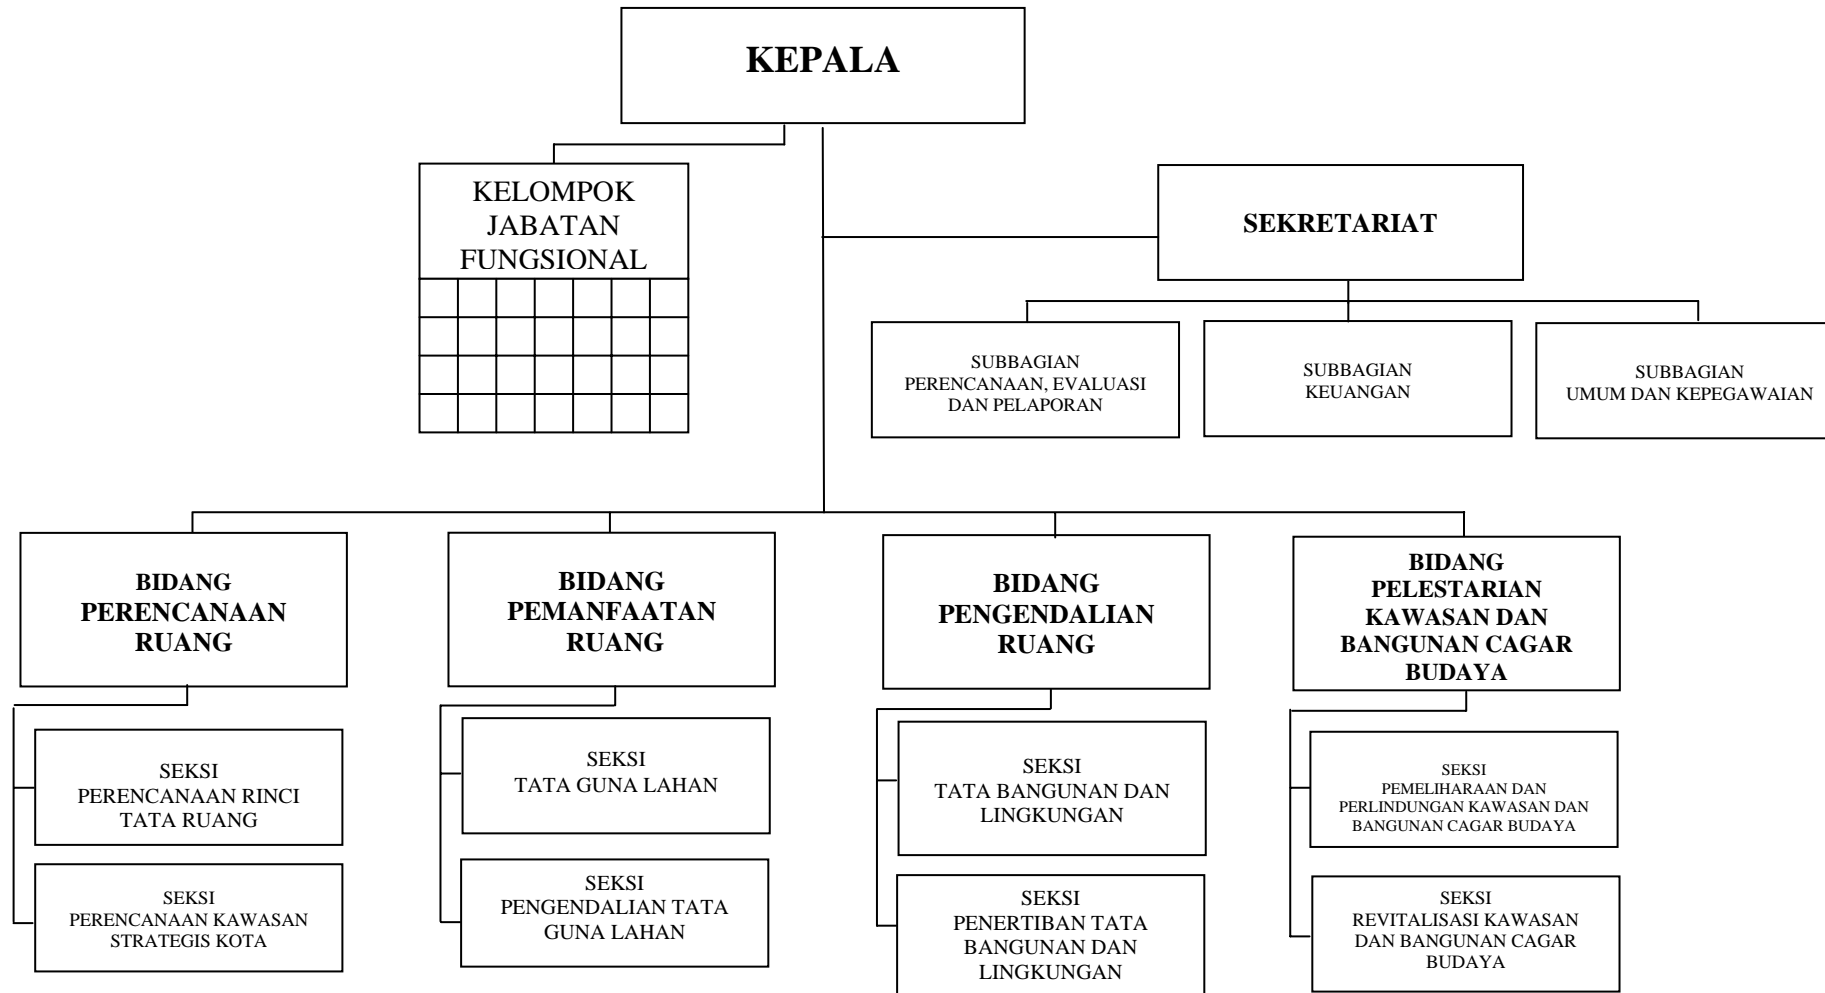 KEPALA
KELOMPOK
JABATAN
FUNGSIONAL
SEKRETARIAT
SUBBAGIAN
PERENCANAAN, EVALUASI
DAN PELAPORAN
SUBBAGIAN
KEUANGAN
SUBBAGIAN
UMUM DAN KEPEGAWAIAN
BIDANG
PERENCANAAN
RUANG
BIDANG
PEMANFAATAN
RUANG
BIDANG
PENGENDALIAN
RUANG
BIDANG
PELESTARIAN
KAWASAN DAN
BANGUNAN CAGAR
BUDAYA
SEKSI
PERENCANAAN RINCI
TATA RUANG
SEKSI
TATA GUNA LAHAN
SEKSI
TATA BANGUNAN DAN
LINGKUNGAN
SEKSI
PEMELIHARAAN DAN
PERLINDUNGAN KAWASAN DAN
BANGUNAN CAGAR BUDAYA
SEKSI
PERENCANAAN KAWASAN
STRATEGIS KOTA
SEKSI
PENGENDALIAN TATA
GUNA LAHAN
SEKSI
PENERTIBAN TATA
BANGUNAN DAN
LINGKUNGAN
SEKSI
REVITALISASI KAWASAN
DAN BANGUNAN CAGAR
BUDAYA